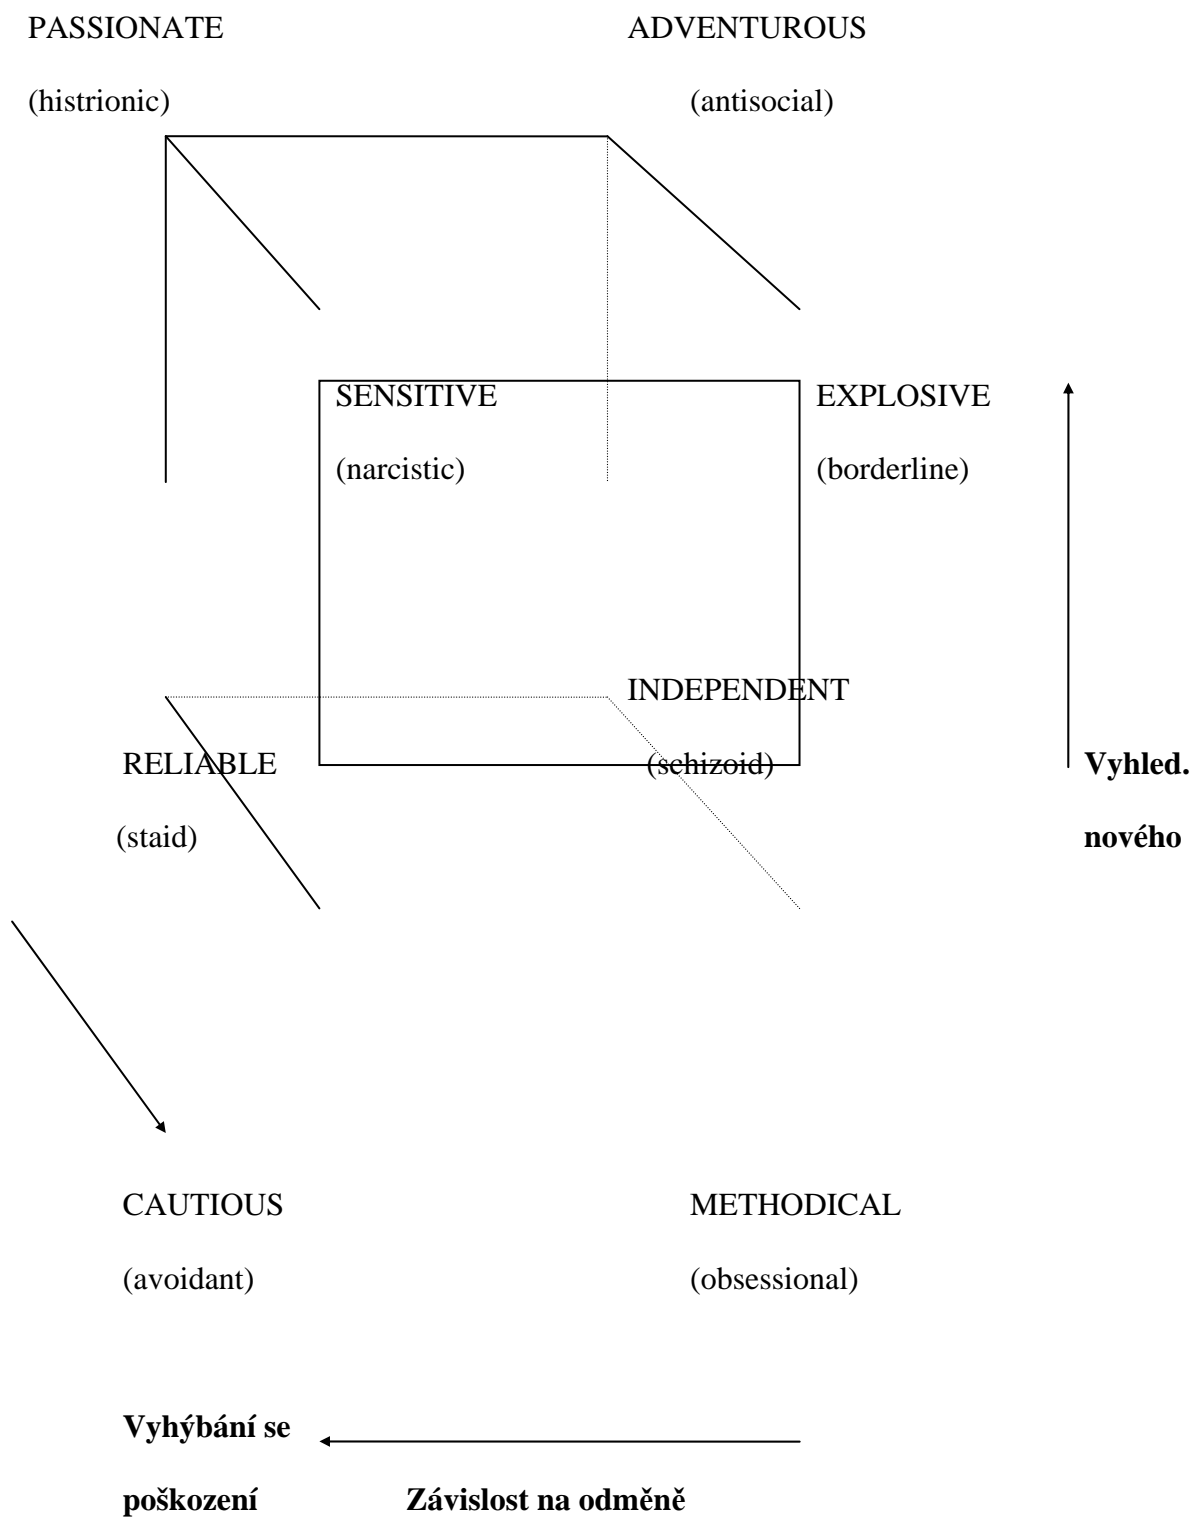 PASSIONATE ADVENTUROUS
(histrionic) (antisocial)
SENSITIVE EXPLOSIVE
(narcistic) (borderline)
INDEPENDENT
RELIABLE (schizoid) Vyhled.
(staid) nového
CAUTIOUS METHODICAL
(avoidant) (obsessional)
Vyhýbání se
poškození Závislost na odměně